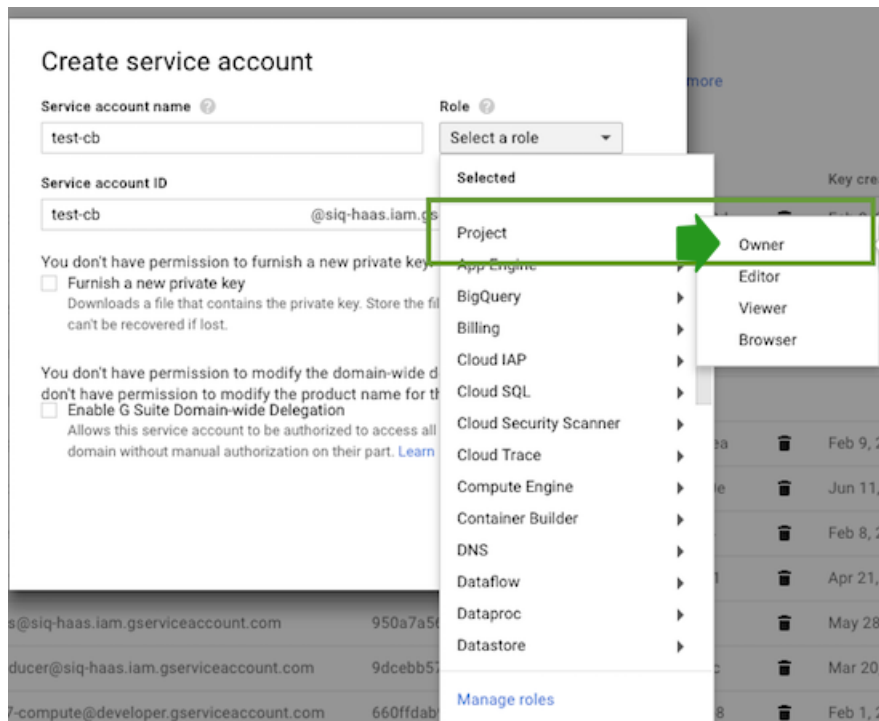 Create service account
more
Service account name
Role
test-cb
Select a role
Service account ID
Selected
Key cre
test-cb @siq-haas.iam.gs
Project
Owner
You don't have permission to furnish a new private key.
App Engine
Editor
Furnish a new private key
BigQuery
Viewer
Downloads a file that contains the private key. Store the fil
can't be recovered if lost.
Billing
Browser
Cloud IAP
You don't have permission to modify the domain-wide d
don't have permission to modify the product name for th
Cloud SQL
Enable G Suite Domain-wide Delegation
Cloud Security Scanner
Allows this service account to be authorized to access all
domain without manual authorization on their part. Learn
Cloud Trace
Feb 9, 2
Compute Engine
Jun 11,
Container Builder
Feb 8, 2
DNS
Dataflow
Apr 21,
Dataproc
s@siq-haas.iam.gserviceaccount.com 950a7a56
May 28
Datastore
ducer@siq-haas.iam.gserviceaccount.com 9dcebb57
Mar 20
Manage roles
7-compute@developer.gserviceaccount.com 660ffdab
8 Feb 1, 2